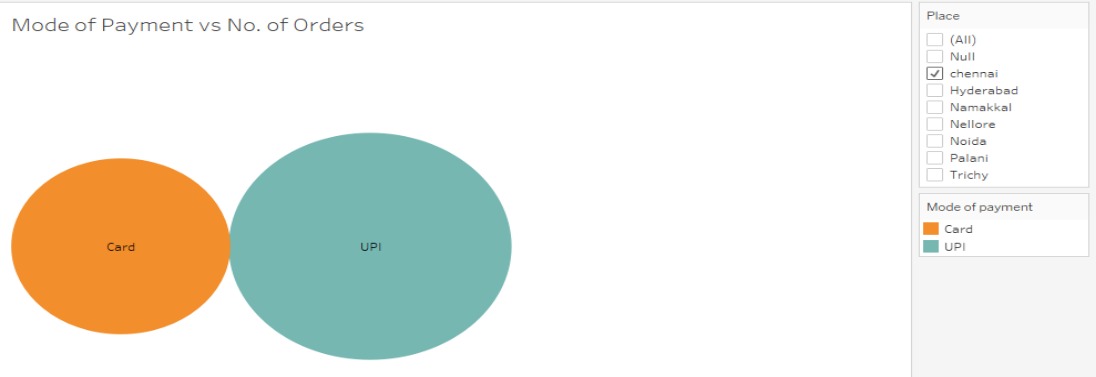 Mode of Payment vs No. of Orders
Card
UPI
Place
(All)
Null
chennai
Hyderabad
Namakkal
Nellore
Noida
Palani
Trichy
Mode of payment
Card
UPI